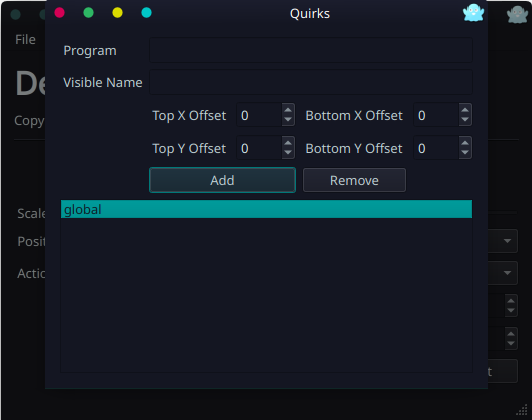 Quirks
File
Program
De
Visible Name
Copy
Top X Offset 0 Bottom X Offset 0
Top Y Offset 0 Bottom Y Offset 0
Add Remove
Scale
global
Posit
Actio
t